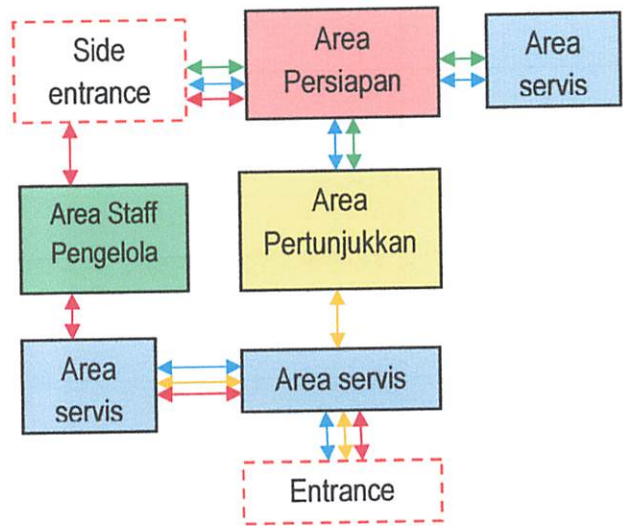 Side
entrance
Area
Persiapan
Area
servis
Area Staff
Pengelola
Area
Pertunjukkan
Area
servis
Area servis
Entrance